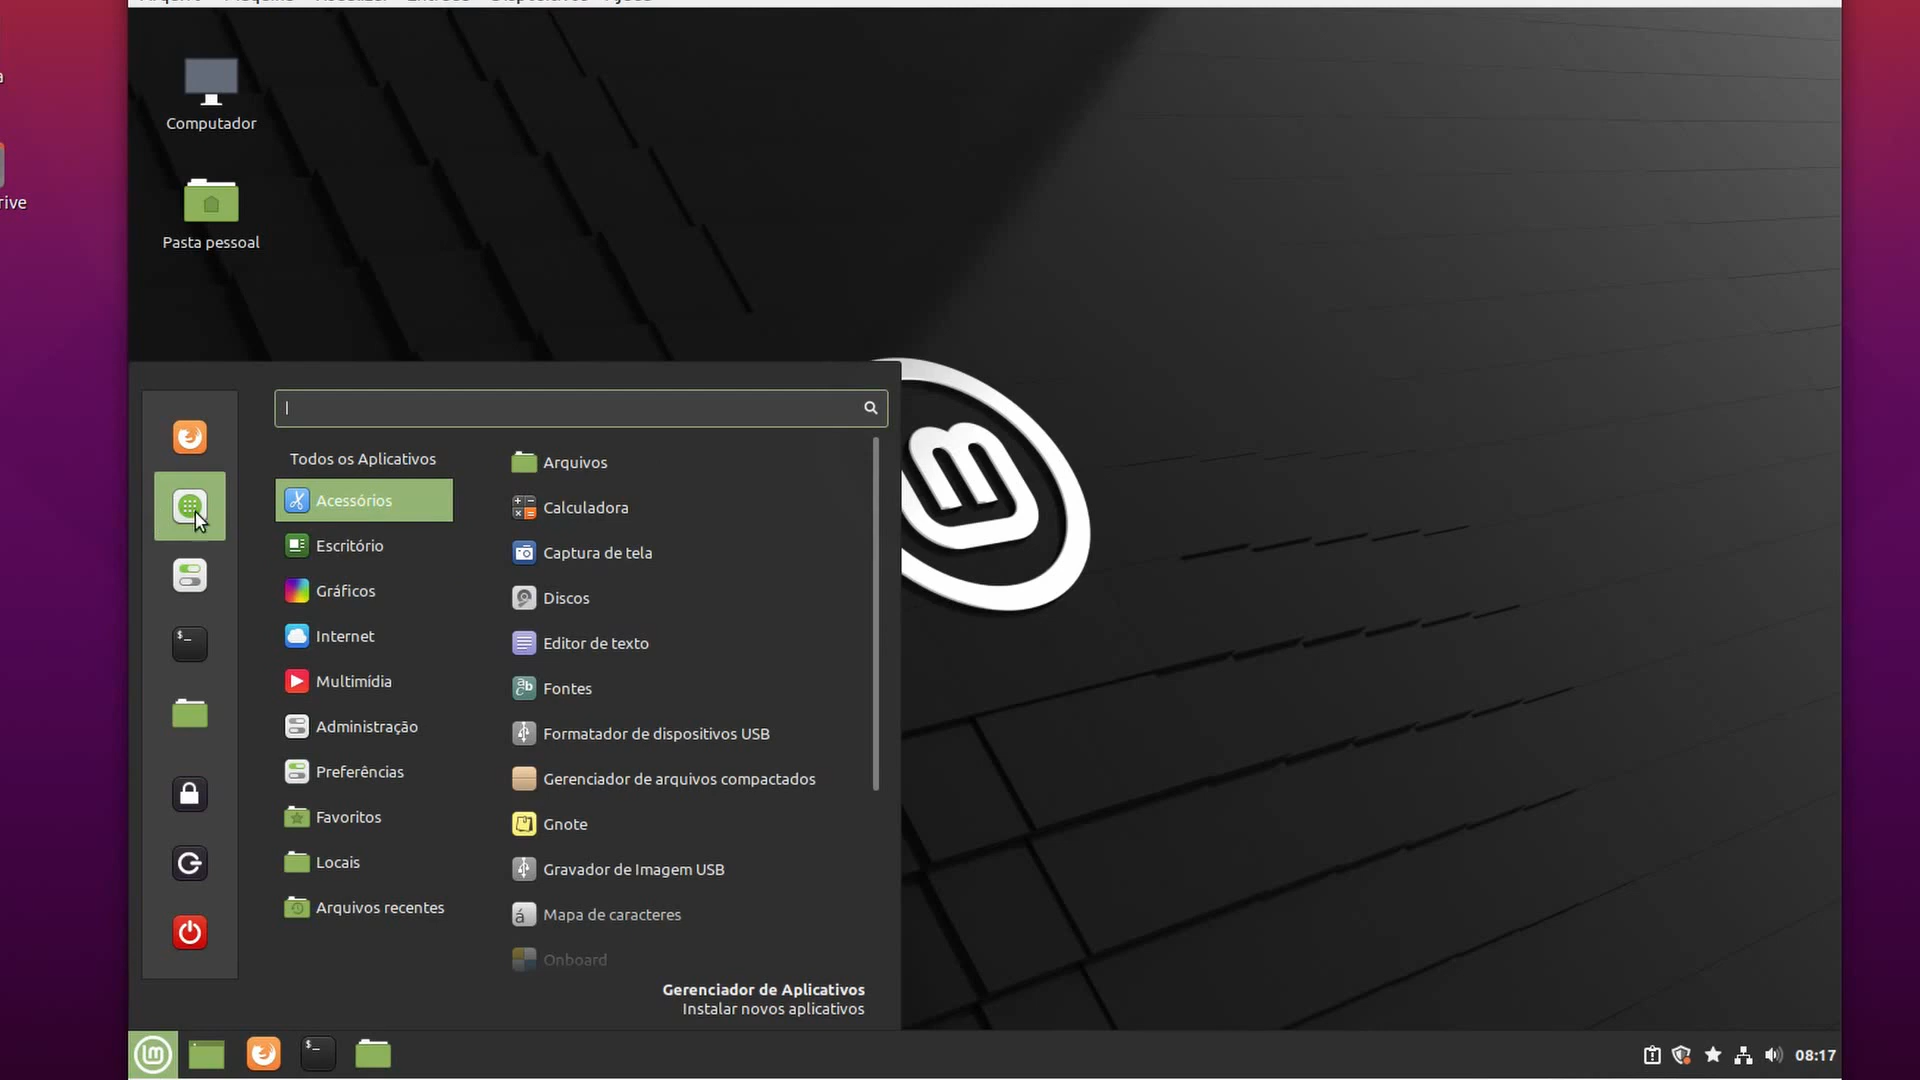 Computador
rive
Pasta pessoal
Todos os Aplicativos
Acessórios
Escritório
Gráficos
Internet
Multimídia
Administração
Preferências
Favoritos
Locais
Arquivos recentes
Arquivos
Calculadora
Captura de tela
Discos
Editor de texto
Fontes
Formatador de dispositivos USB
Gerenciador de arquivos compactados
Gnote
Gravador de Imagem USB
Mapa de caracteres
Onboard
Gerenciador de Aplicativos
Instalar novos aplicativos
08:17